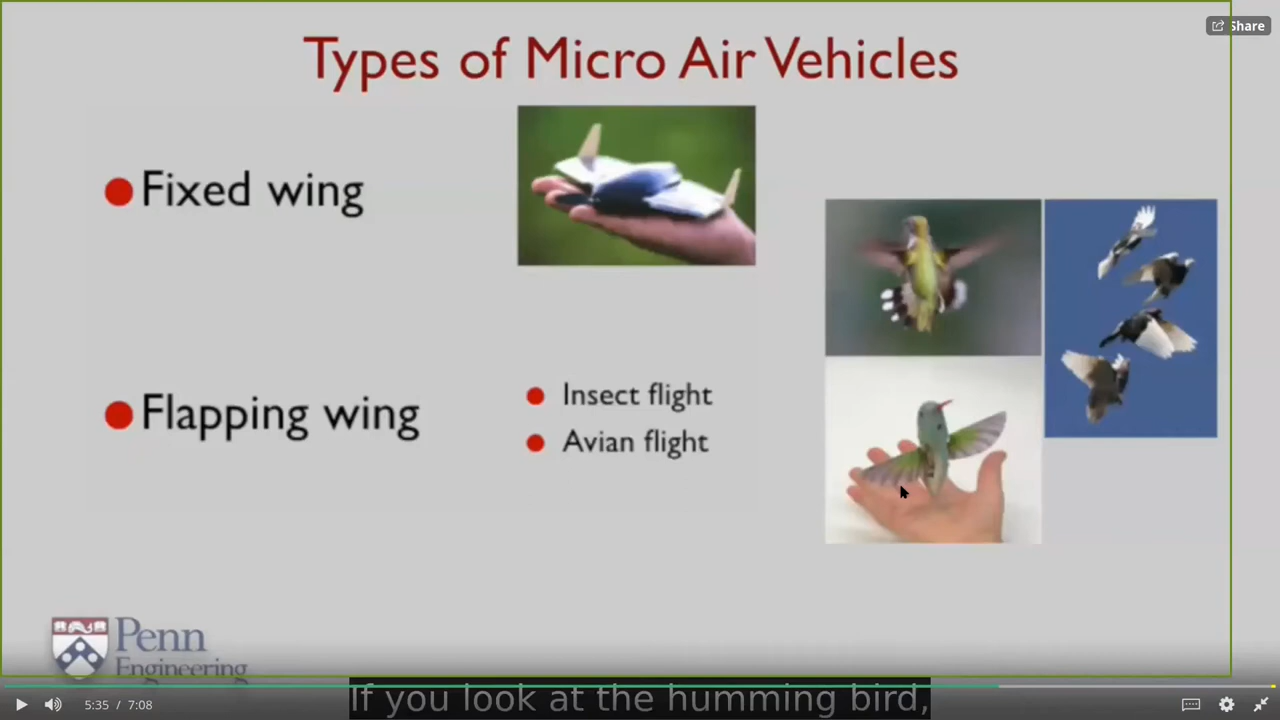 Share
Types of Micro Air Vehicles
Fixed wing
Flapping wing
Insect flight
Avian flight
Penn
Engineering
If you look at the humming bird,
5:35 / 7:08